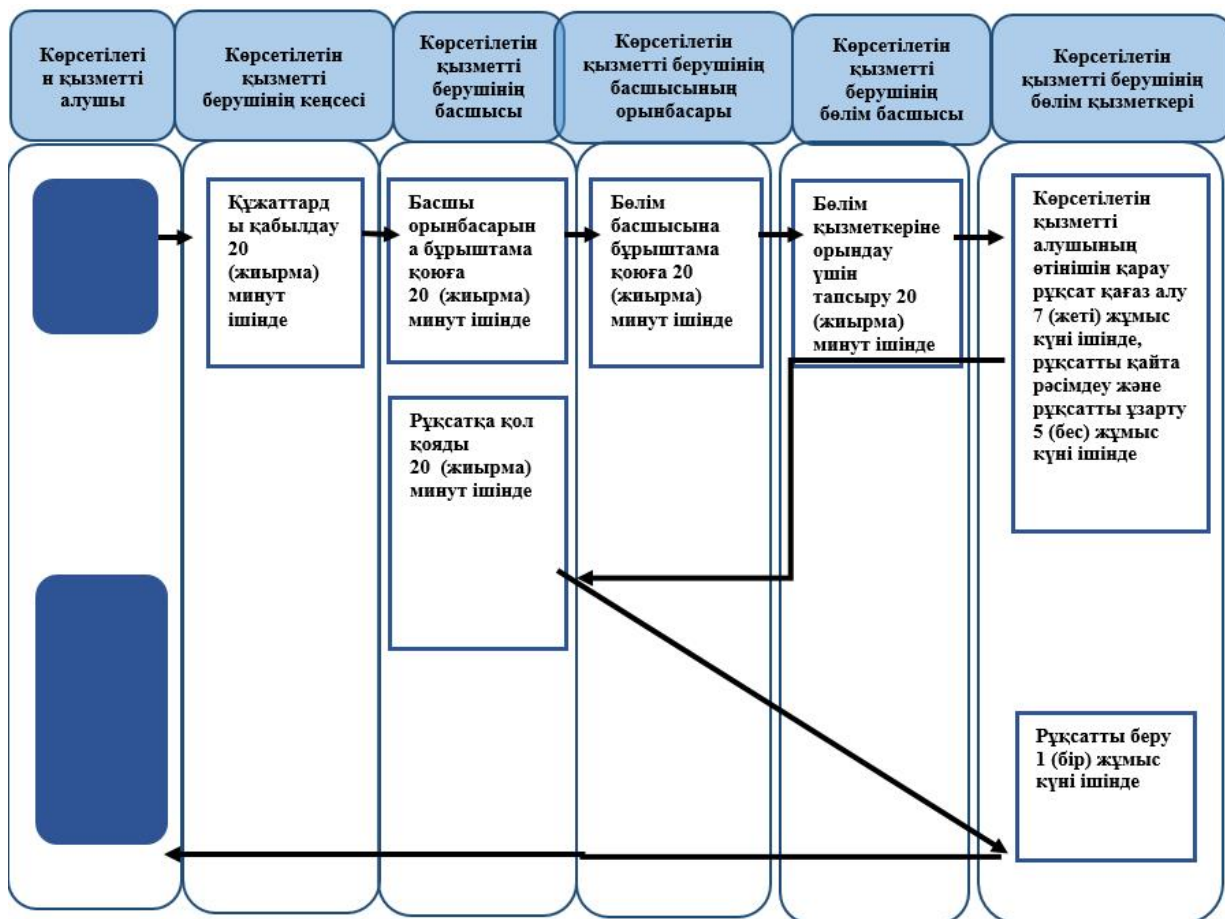 Көрсетілеті
н қызметті
алушы
Көрсетілетін
қызметті
берушінің кеңсесі
Көрсетілетін
қызметті
берушінің
басшысы
Көрсетілетін
қызметті берушінің
басшысының
орынбасары
Көрсетілетін
қызметті
берушінің
бөлім басшысы
Көрсетілетін
қызметті берушінің
бөлім қызметкері
Құжаттард
ы қабылдау
20
(жиырма)
минут
ішінде
Басшы
орынбасарын
а бұрыштама
қоюға
20 (жиырма)
минут ішінде
Бөлім
басшысына
бұрыштама
қоюға 20
(жиырма)
минут ішінде
Бөлім
қызметкеріне
орындау
үшін
тапсыру 20
(жиырма)
минут ішінде
Көрсетілетін
қызметті
алушының
өтінішін қарау
рұқсат қағаз алу
7 (жеті) жұмыс
күні ішінде,
рұқсатты қайта
рәсімдеу және
рұқсатты ұзарту
5 (бес) жұмыс
күні ішінде
Рұқсатқа қол
қояды
20 (жиырма)
минут ішінде
Рұқсатты беру
1 (бір) жұмыс
күні ішінде